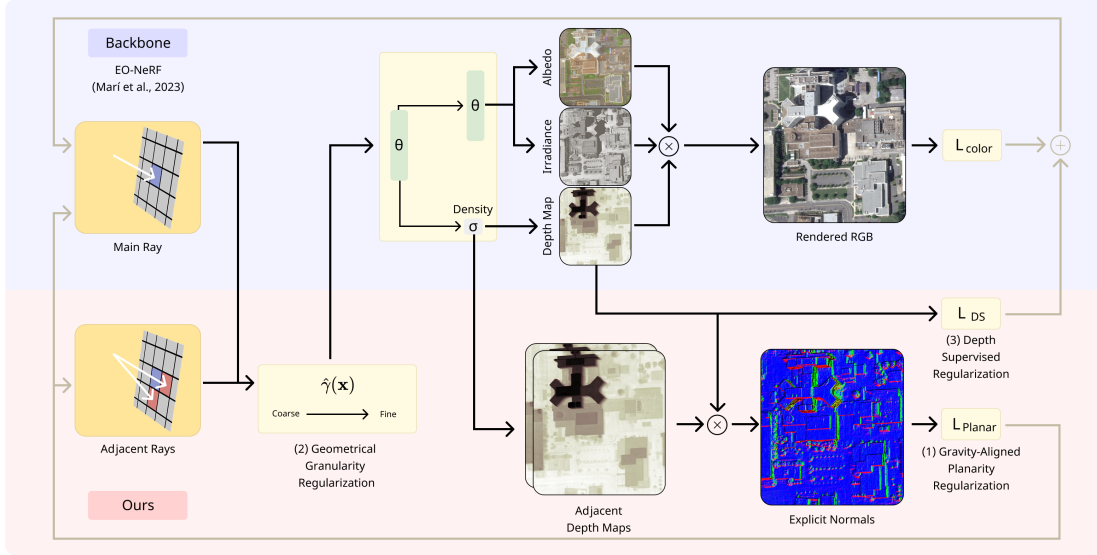 Backbone
EO-NeRF
(Marí et al., 2023)
Main Ray
θ
θ
Density
σ
Albedo
Irradiance
Depth Map
×
Rendered RGB
L color
+
Adjacent Rays
γ̂(x)
Coarse
Fine
(2) Geometrical
Granularity
Regularization
Ours
Adjacent
Depth Maps
×
Explicit Normals
L DS
(3) Depth
Supervised
Regularization
L Planar
(1) Gravity-Aligned
Planarity
Regularization